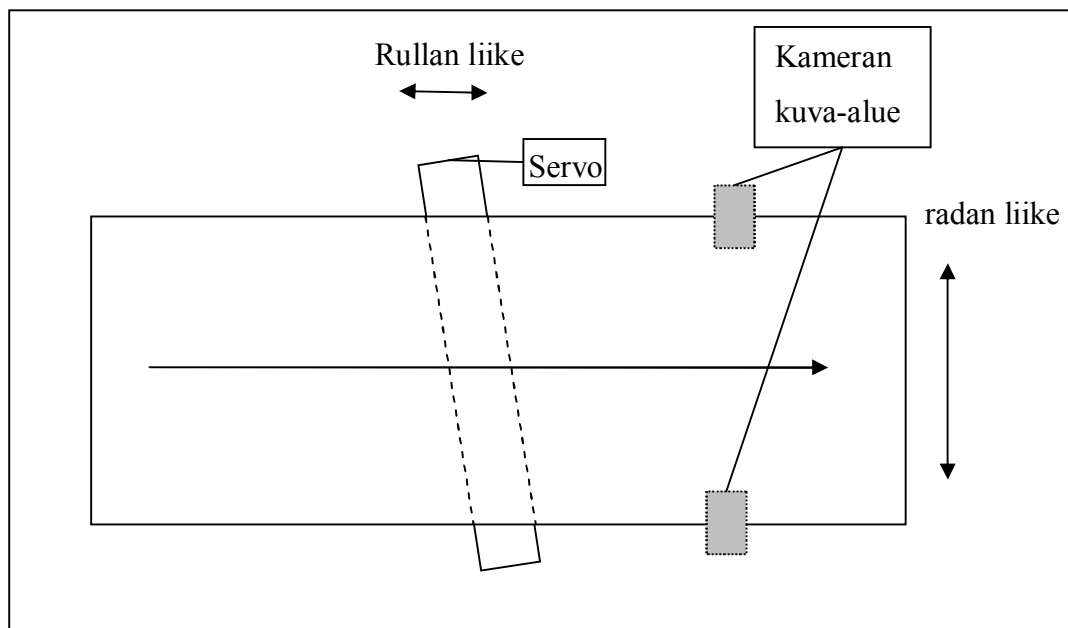 Rullan liike
Kameran
kuva-alue
Servo
radan liike